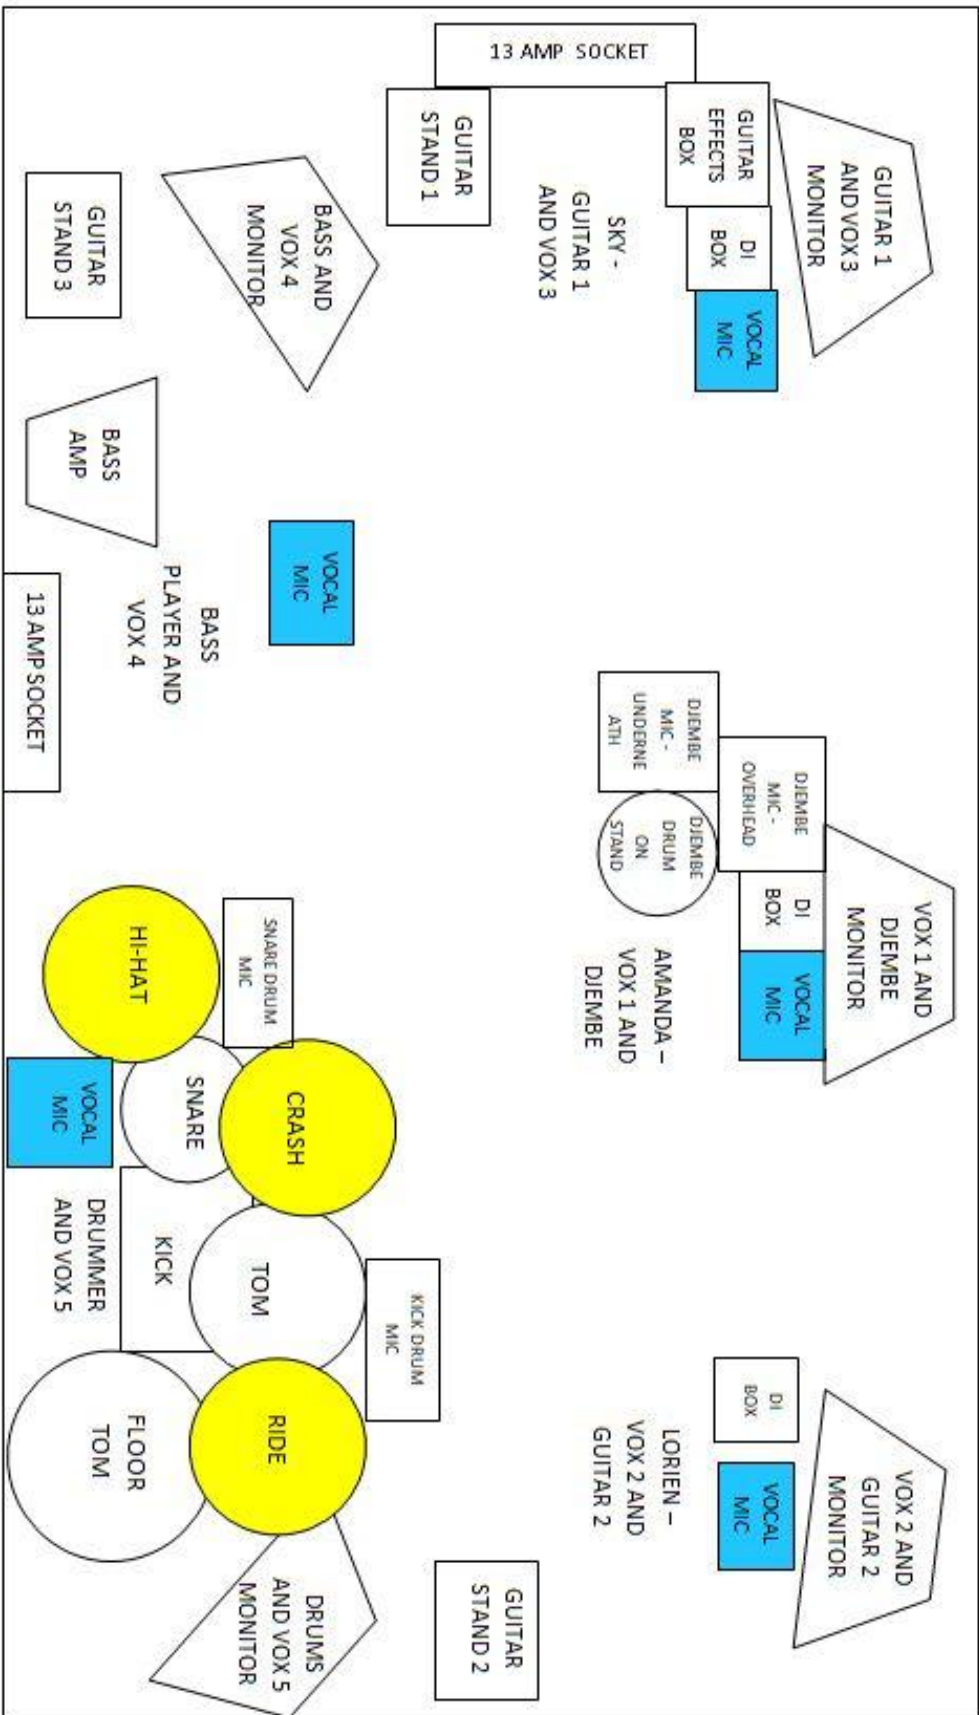 13 AMP  SOCKET
GUITAR
STAND 1
GUITAR
EFFECTS
BOX
DI
BOX
VOCAL
MIC
GUITAR 1
AND VOX 3
MONITOR
SKY -
GUITAR 1
AND VOX 3
GUITAR
STAND 3
BASS AND
VOX 4
MONITOR
BASS
AMP
VOCAL
MIC
BASS
PLAYER AND
VOX 4
13 AMP SOCKET
DJEMBE
MIC -
UNDERNE
ATH
DJEMBE
MIC -
OVERHEAD
DJEMBE
DRUM
ON
STAND
DI
BOX
VOCAL
MIC
VOX 1 AND
DJEMBE
MONITOR
AMANDA –
VOX 1 AND
DJEMBE
HI-HAT
SNARE DRUM
MIC
SNARE
CRASH
VOCAL
MIC
DRUMMER
AND VOX 5
KICK
TOM
KICK DRUM
MIC
FLOOR
TOM
RIDE
DRUMS
AND VOX 5
MONITOR
GUITAR
STAND 2
LORIEN –
VOX 2 AND
GUITAR 2
DI
BOX
VOCAL
MIC
VOX 2 AND
GUITAR 2
MONITOR